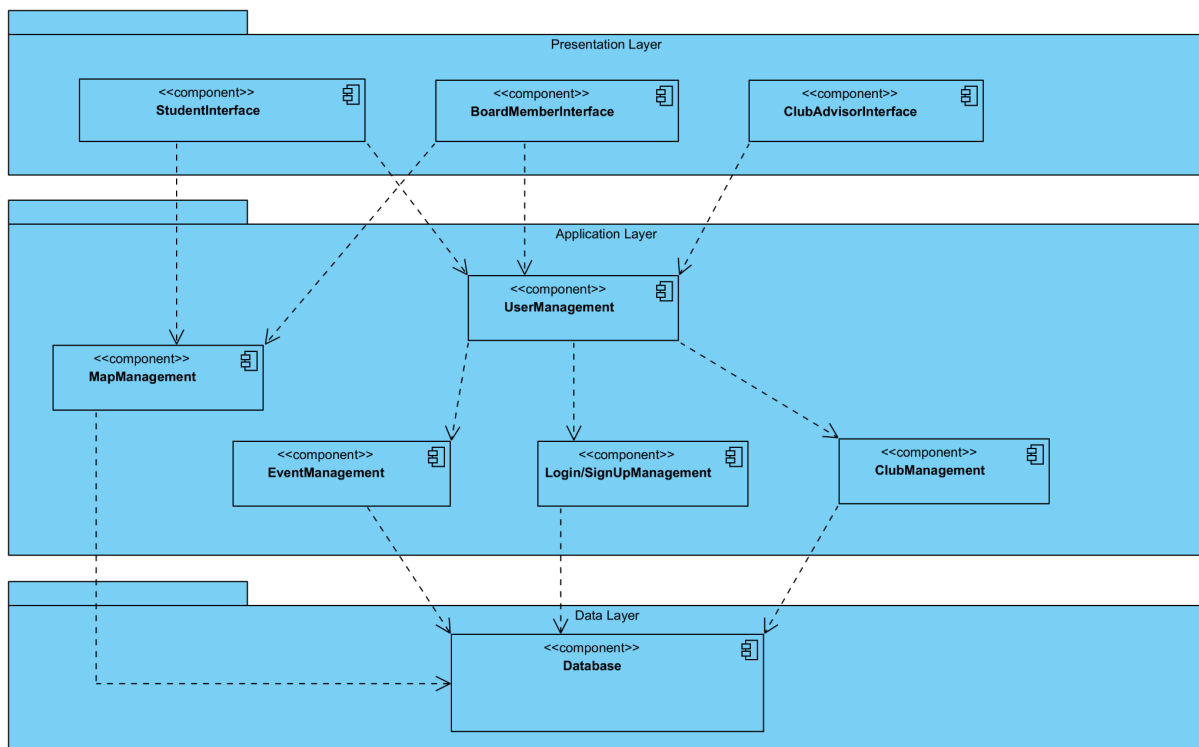 Presentation Layer
<<component>>
StudentInterface
<<component>>
BoardMemberInterface
<<component>>
ClubAdvisorInterface
Application Layer
<<component>>
UserManagement
<<component>>
MapManagement
<<component>>
EventManagement
<<component>>
Login/SignUpManagement
<<component>>
ClubManagement
Data Layer
<<component>>
Database